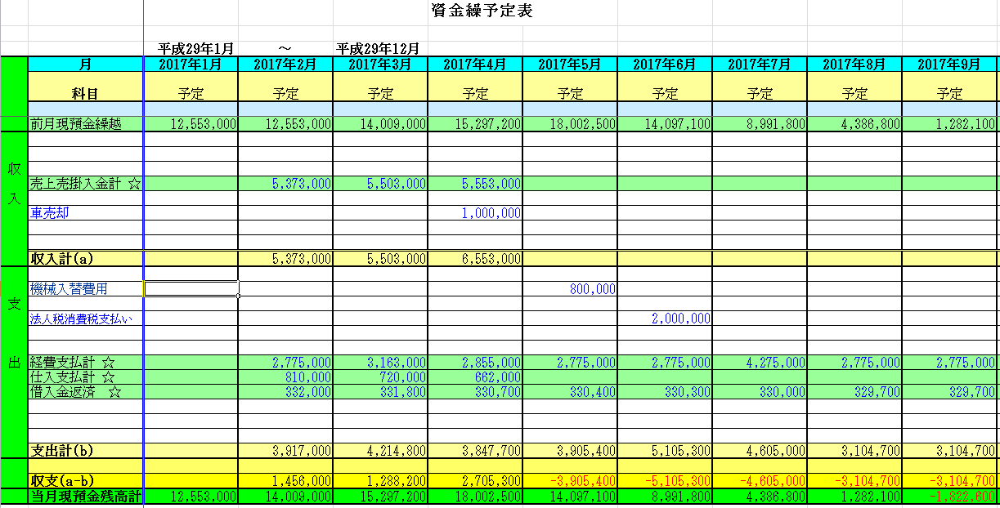 資金繰予定表
平成29年1月 ～ 平成29年12月
月 2017年1月 2017年2月 2017年3月 2017年4月 2017年5月 2017年6月 2017年7月 2017年8月 2017年9月
科目 予定 予定 予定 予定 予定 予定 予定 予定 予定
前月現預金繰越 12,553,000 12,553,000 14,009,000 15,297,200 18,002,500 14,097,100 8,991,800 4,386,800 1,282,100
収入
売上売掛入金計 ☆ 5,373,000 5,503,000 5,553,000
車売却 1,000,000
収入計(a) 5,373,000 5,503,000 6,553,000
支出
機械入替費用 800,000
法人税消費税支払い 2,000,000
経費支払計 ☆ 2,775,000 3,163,000 2,855,000 2,775,000 2,775,000 4,275,000 2,775,000 2,775,000
仕入支払計 ☆ 810,000 720,000 662,000
借入金返済 ☆ 332,000 331,800 330,700 330,400 330,300 330,000 329,700 329,700
支出計(b) 3,917,000 4,214,800 3,847,700 3,905,400 5,105,300 4,605,000 3,104,700 3,104,700
収支(a-b) 1,456,000 1,288,200 2,705,300 -3,905,400 -5,105,300 -4,605,000 -3,104,700 -3,104,700
当月現預金残高計 12,553,000 14,009,000 15,297,200 18,002,500 14,097,100 8,991,800 4,386,800 1,282,100 -1,822,600